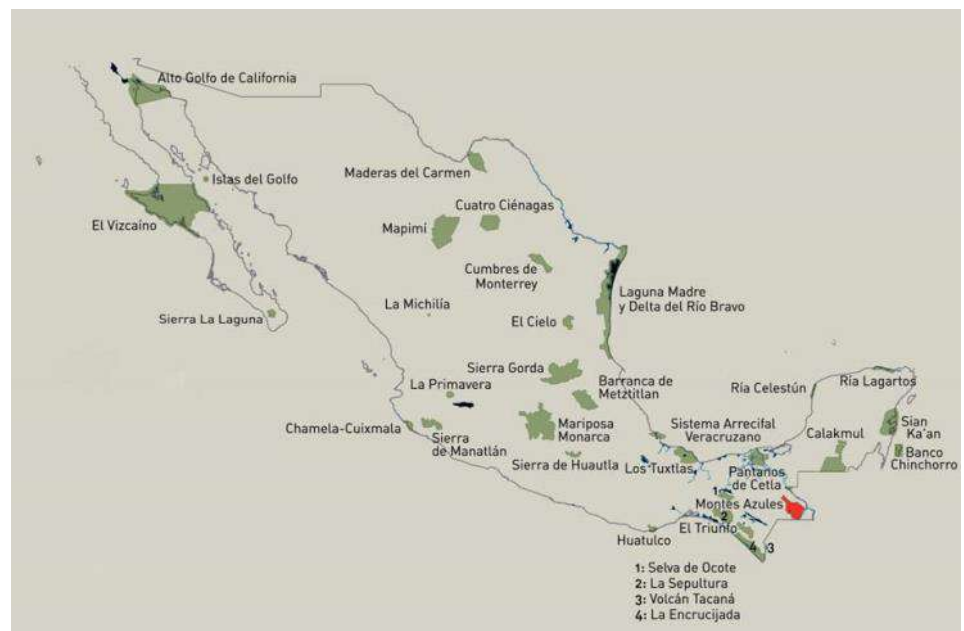 Alto Golfo de California
Maderas del Carmen
Islas del Golfo
Cuatro Ciénagas
El Vizcaíno
Mapimí
Cumbres de
Monterrey
Laguna Madre
y Delta del Río Bravo
La Michilía
Sierra La Laguna
El Cielo
Sierra Gorda
La Primavera
Barranca de
Metztitlan
Ría Celestún
Ría Lagartos
Chamela-Cuixmala
Sierra
de Manatlán
Mariposa
Monarca
Sistema Arrecifal
Veracruzano
Calakmul
Sian
Ka'an
Banco
Chinchorro
Sierra de Huautla
Los Tuxtlas
Pantanos
de Cetla
1
Montes Azules
2
El Triunfo
Huatulco
4
3
1: Selva de Ocote
2: La Sepultura
3: Volcán Tacaná
4: La Encrucijada